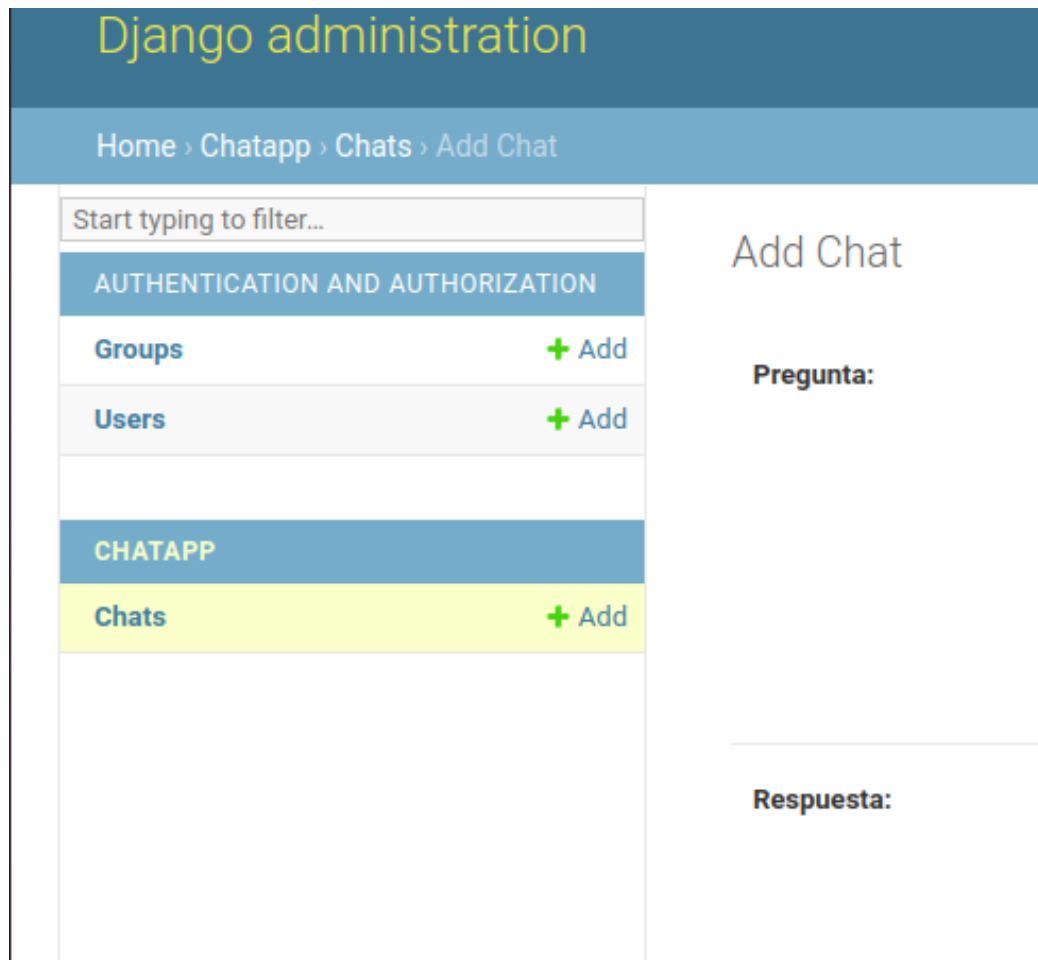 Django administration
Home › Chatapp › Chats › Add Chat
Start typing to filter...
AUTHENTICATION AND AUTHORIZATION
Groups + Add
Users + Add
CHATAPP
Chats + Add
Add Chat
Pregunta:
Respuesta: